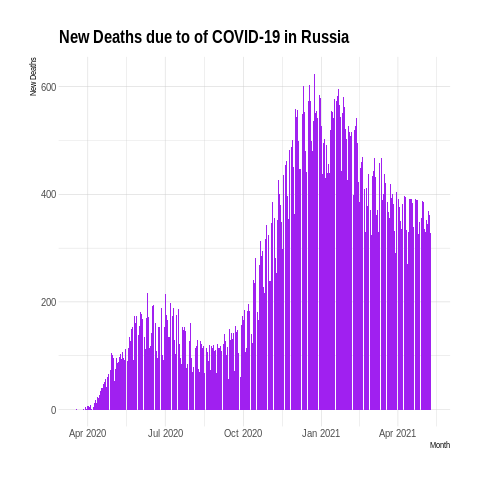 New Deaths due to of COVID-19 in Russia
New Deaths
600
400
200
0
Apr 2020 Jul 2020 Oct 2020 Jan 2021 Apr 2021
Month